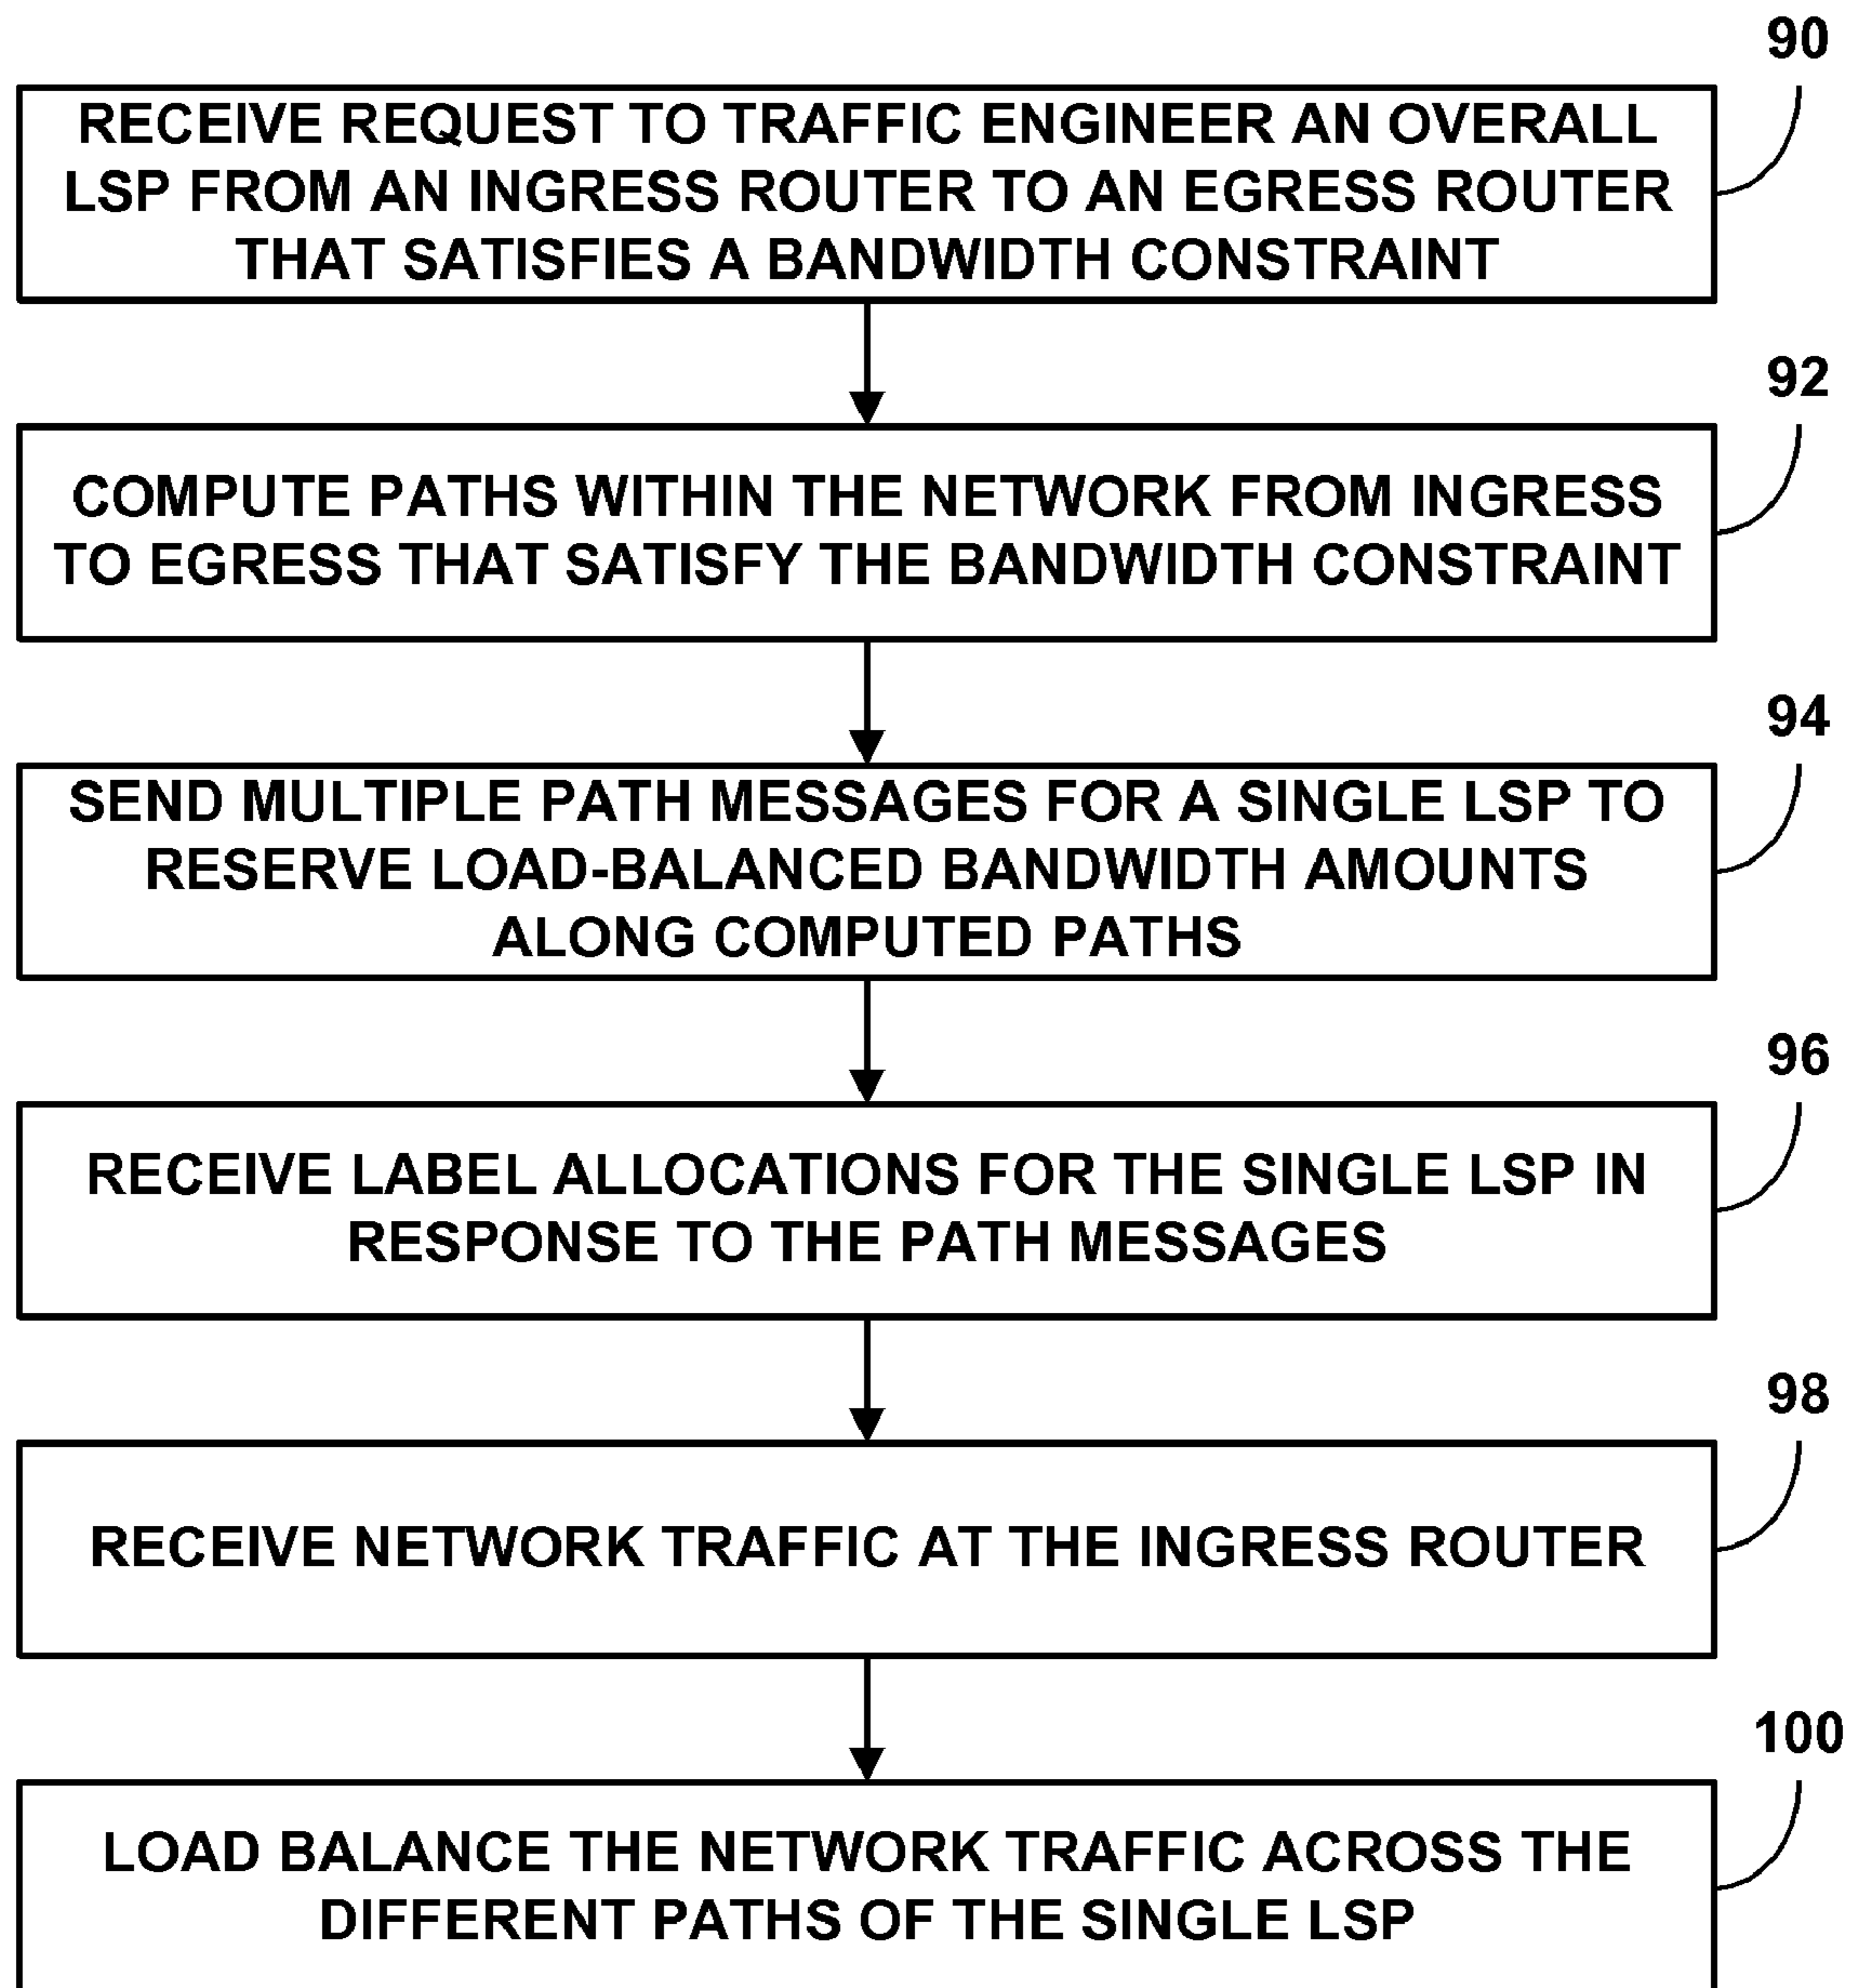 90
RECEIVE REQUEST TO TRAFFIC ENGINEER AN OVERALL
LSP FROM AN INGRESS ROUTER TO AN EGRESS ROUTER
THAT SATISFIES A BANDWIDTH CONSTRAINT
92
COMPUTE PATHS WITHIN THE NETWORK FROM INGRESS
TO EGRESS THAT SATISFY THE BANDWIDTH CONSTRAINT
94
SEND MULTIPLE PATH MESSAGES FOR A SINGLE LSP TO
RESERVE LOAD-BALANCED BANDWIDTH AMOUNTS
ALONG COMPUTED PATHS
96
RECEIVE LABEL ALLOCATIONS FOR THE SINGLE LSP IN
RESPONSE TO THE PATH MESSAGES
98
RECEIVE NETWORK TRAFFIC AT THE INGRESS ROUTER
100
LOAD BALANCE THE NETWORK TRAFFIC ACROSS THE
DIFFERENT PATHS OF THE SINGLE LSP